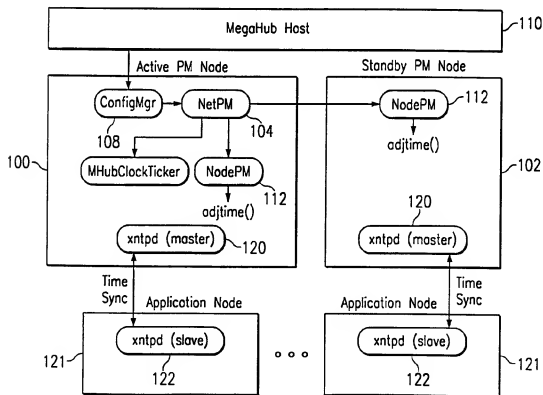 MegaHub Host
110
Active PM Node
Standby PM Node
ConfigMgr
NetPM
NodePM
112
108
104
adjtime()
100
102
MHubClockTicker
NodePM
112
adjtime()
120
xntpd (master)
120
xntpd (master)
Time
Sync
Time
Sync
Application Node
Application Node
xntpd (slave)
xntpd (slave)
121
122
122
121